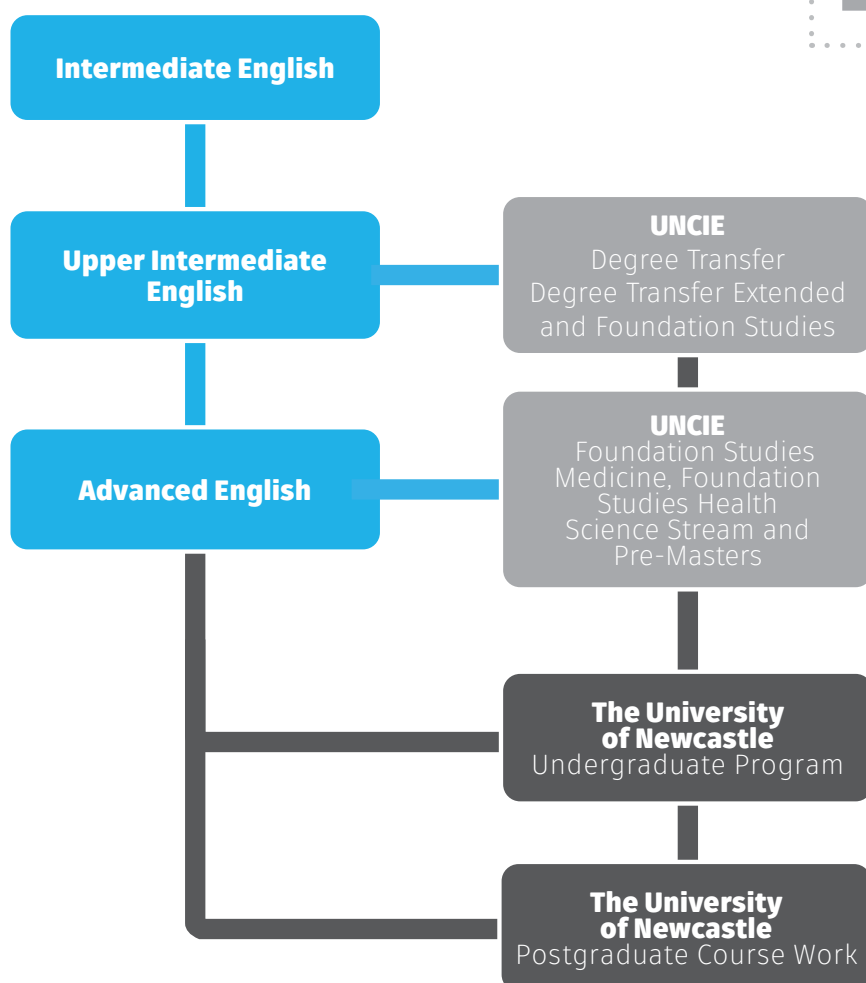 Intermediate English
Upper Intermediate
English
UNCIE
Degree Transfer
Degree Transfer Extended
and Foundation Studies
Advanced English
UNCIE
Foundation Studies
Medicine, Foundation
Studies Health
Science Stream and
Pre-Masters
The University
of Newcastle
Undergraduate Program
The University
of Newcastle
Postgraduate Course Work